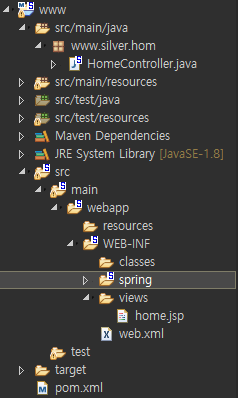 www
src/main/java
www.silver.hom
HomeController.java
src/main/resources
src/test/java
src/test/resources
Maven Dependencies
JRE System Library [JavaSE-1.8]
src
main
webapp
resources
WEB-INF
classes
spring
views
home.jsp
web.xml
test
target
pom.xml